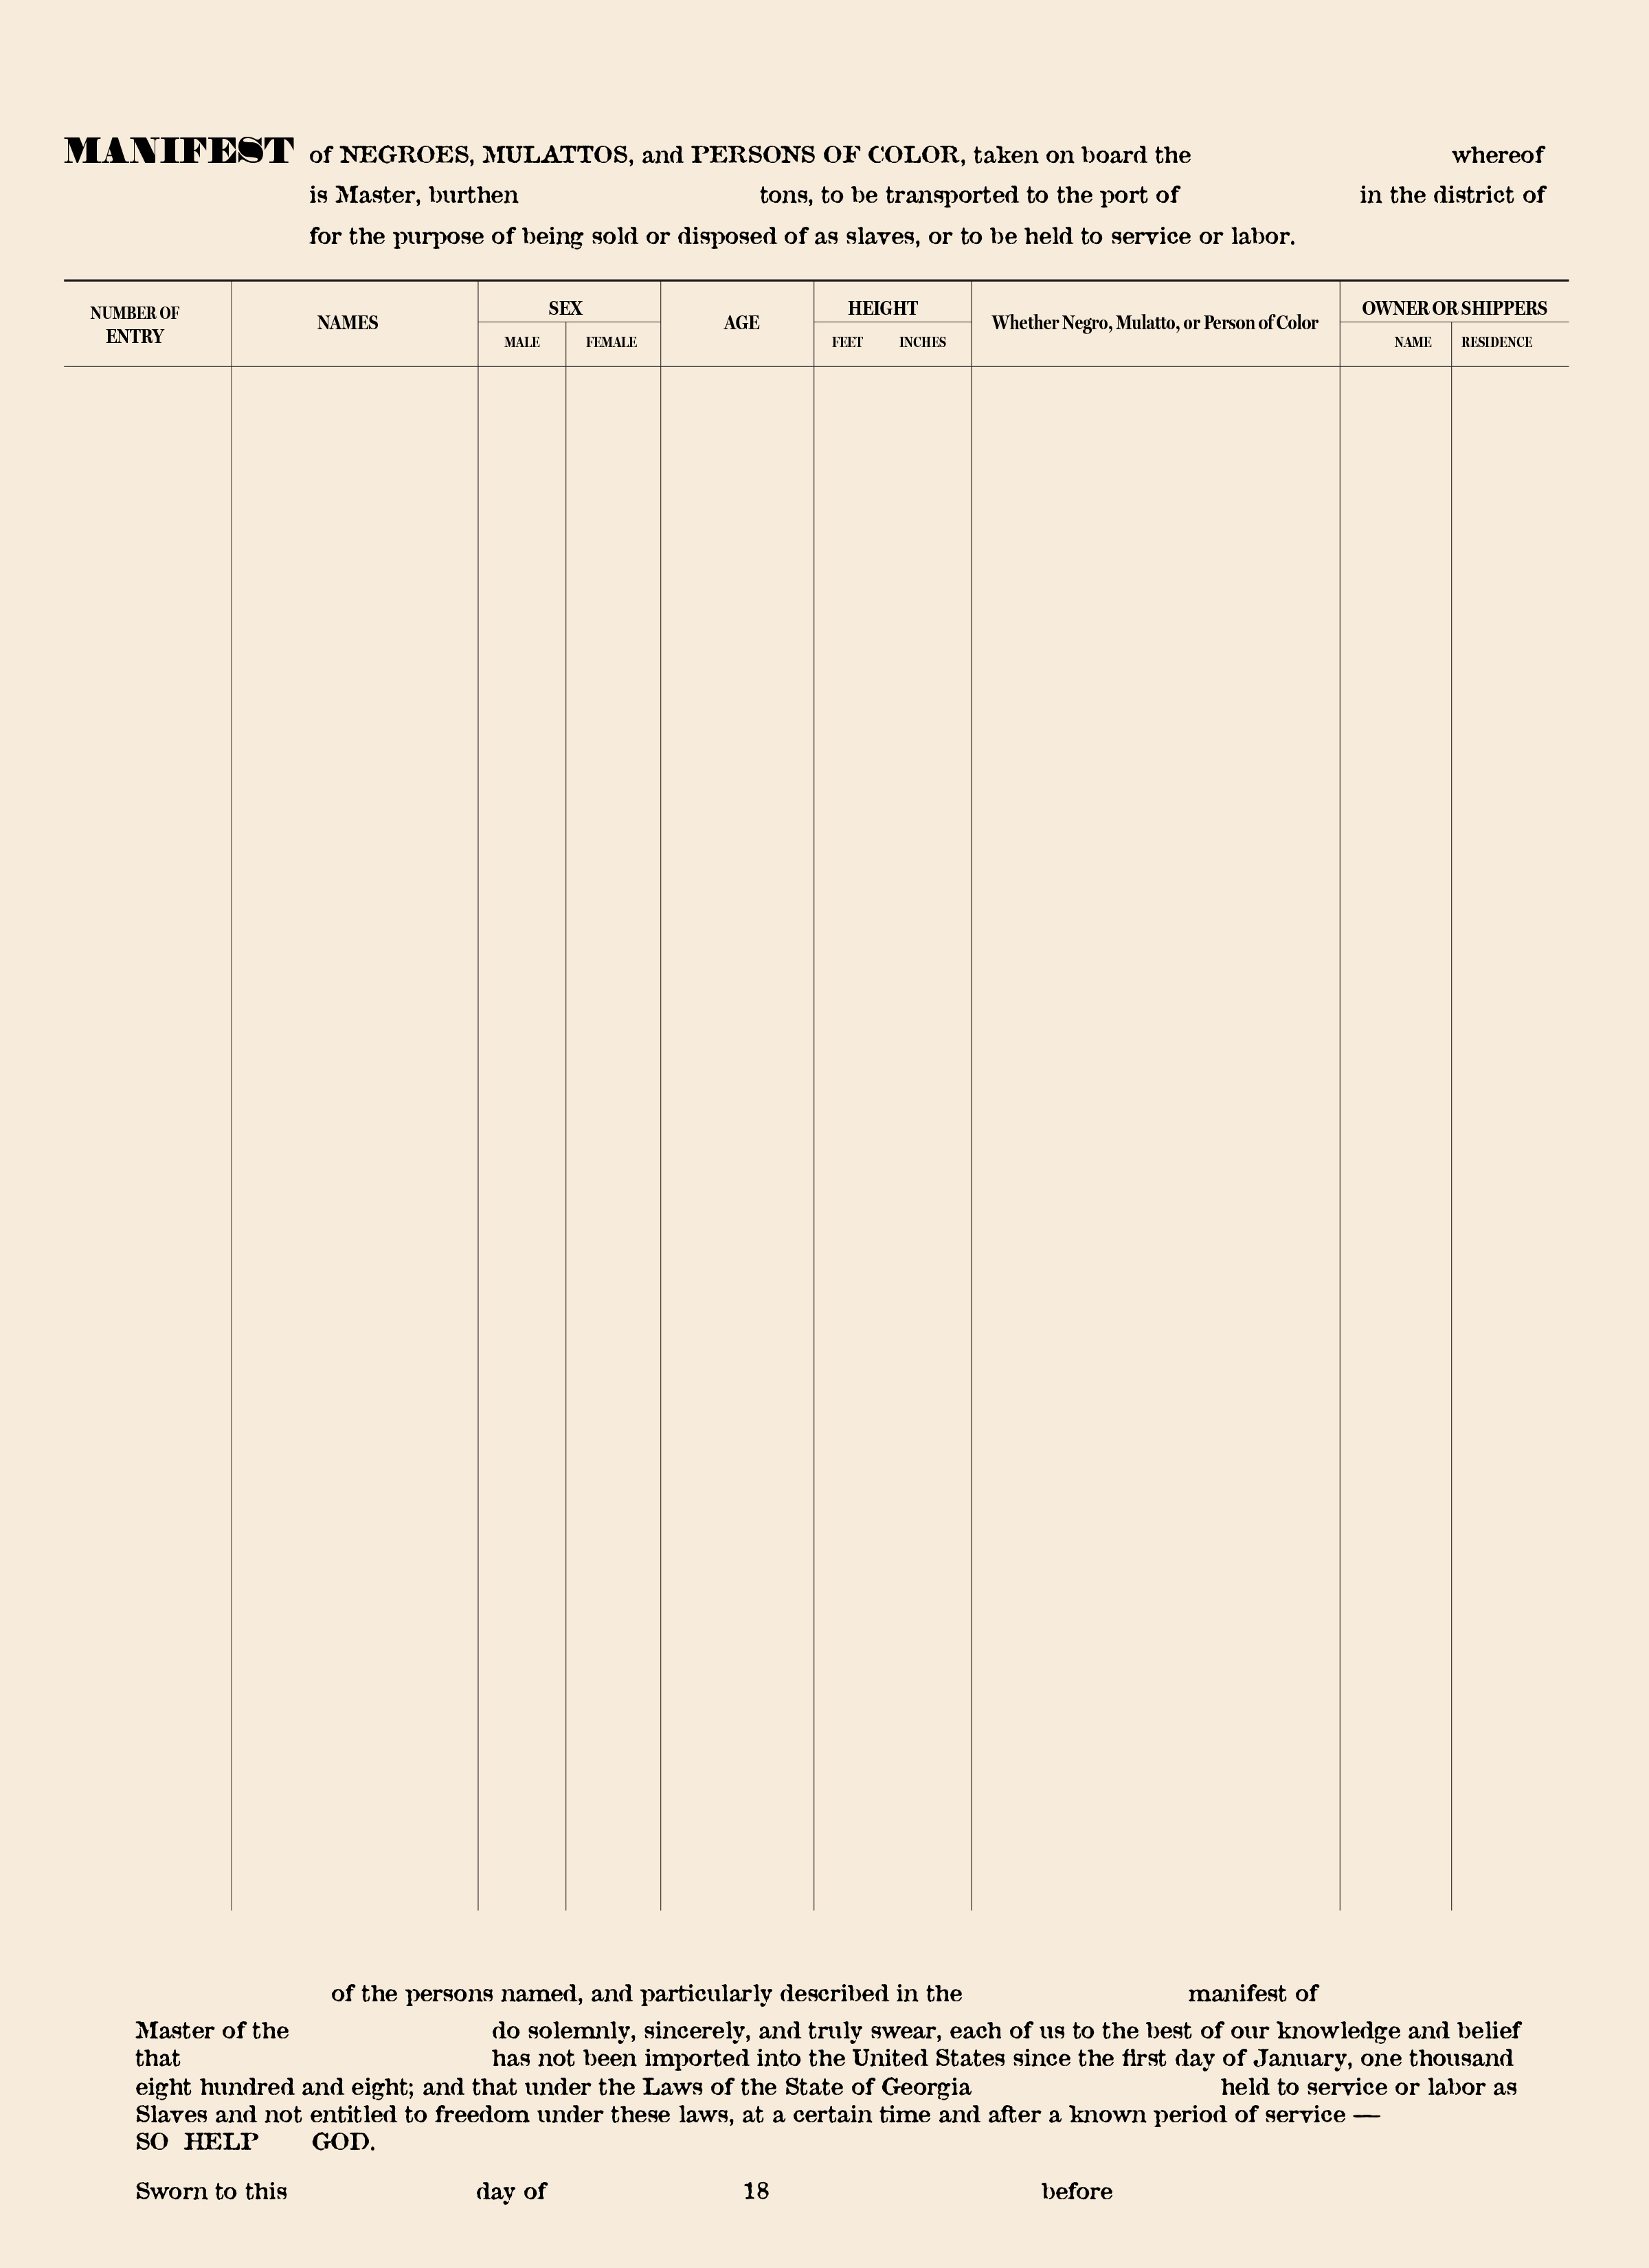 MANIFEST of NEGROES, MULATTOS, and PERSONS OF COLOR, taken on board the whereof
is Master, burthen tons, to be transported to the port of in the district of
for the purpose of being sold or disposed of as slaves, or to be held to service or labor.
NUMBER OF
ENTRY
NAMES
SEX
MALE FEMALE
AGE
HEIGHT
FEET INCHES
Whether Negro, Mulatto, or Person of Color
OWNER OR SHIPPERS
NAME RESIDENCE
of the persons named, and particularly described in the manifest of
Master of the do solemnly, sincerely, and truly swear, each of us to the best of our knowledge and belief
that has not been imported into the United States since the first day of January, one thousand
eight hundred and eight; and that under the Laws of the State of Georgia held to service or labor as
Slaves and not entitled to freedom under these laws, at a certain time and after a known period of service —
SO HELP GOD.
Sworn to this day of 18 before